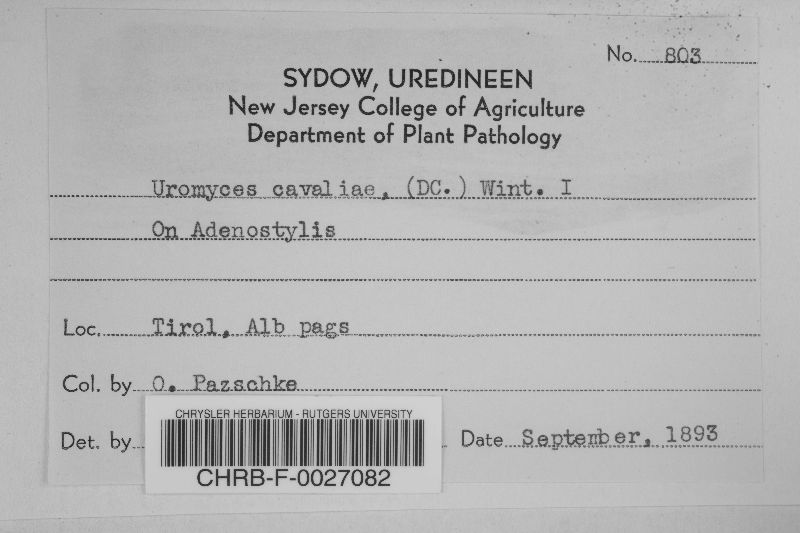 No. 803
SYDOW, UREDINEEN
New Jersey College of Agriculture
Department of Plant Pathology
Uromyces cavaliae, (DC.) Wint. I
On Adenostylis
Loc. Tirol, Alb pags
Col. by O. Pazschke
Det. by
Date September, 1893
CHRYSLER HERBARIUM - RUTGERS UNIVERSITY
CHRB-F-0027082